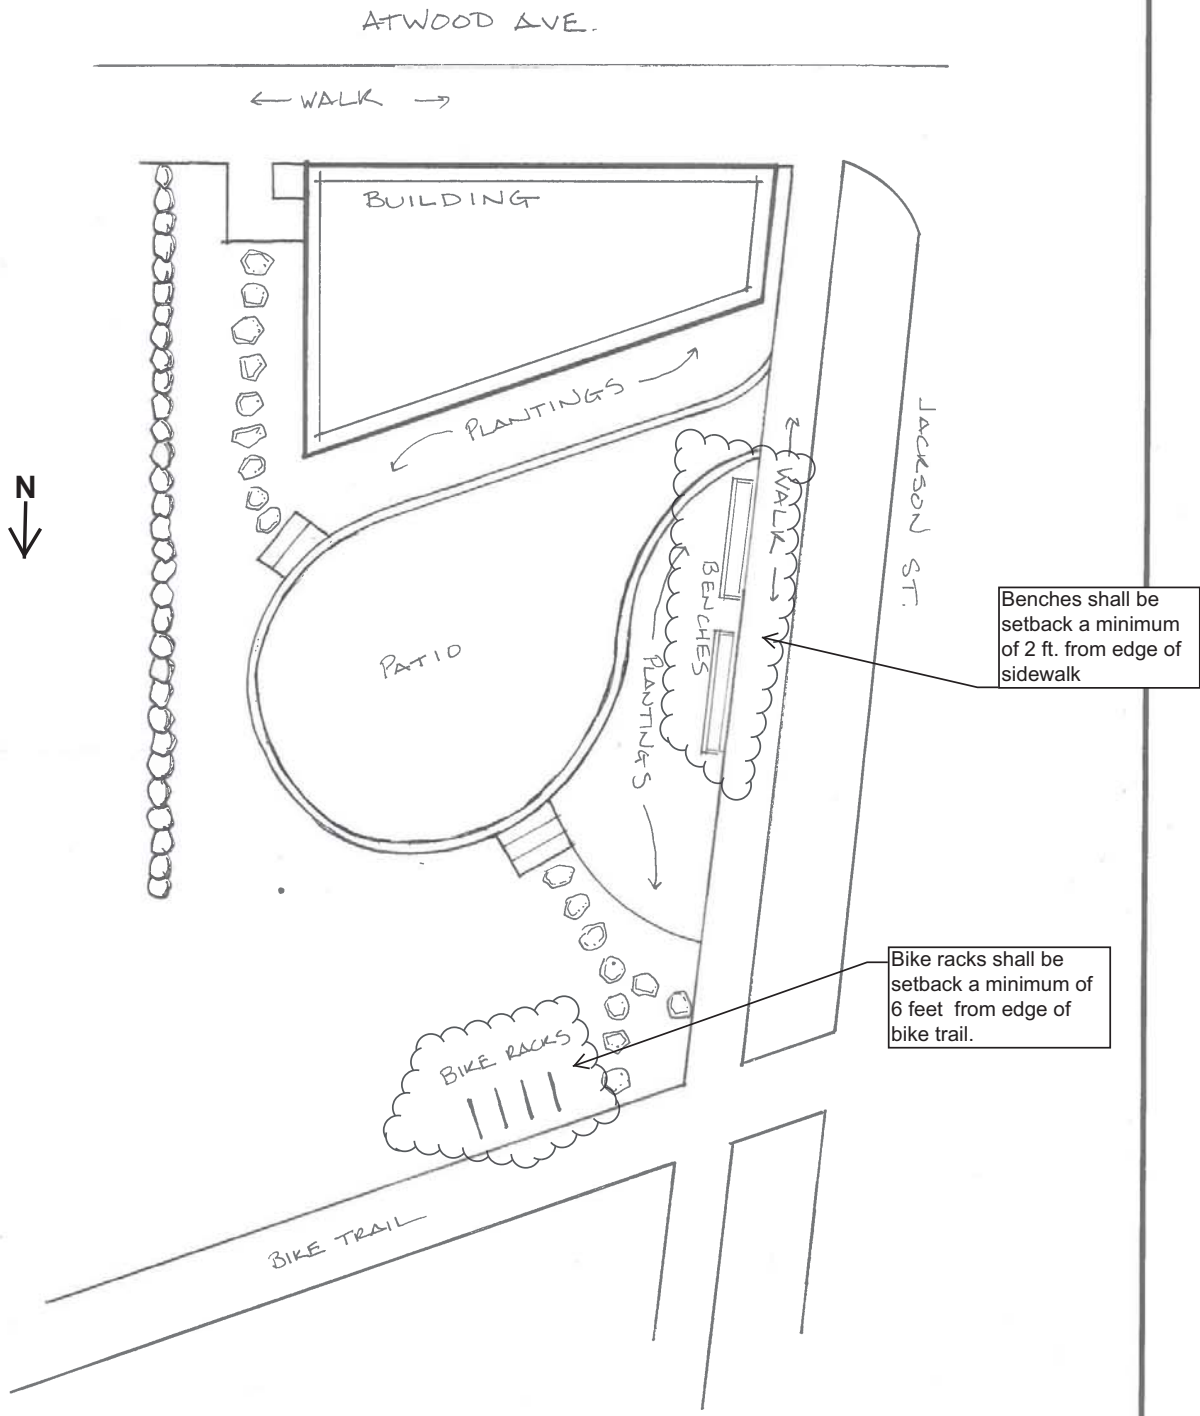 ATWOOD AVE.
← WALK →
BUILDING
PLANTINGS
JACKSON ST.
← WALK →
N
BENCHES
Benches shall be
setback a minimum
of 2 ft. from edge of
sidewalk
PATIO
PLANTINGS
Bike racks shall be
setback a minimum of
6 feet from edge of
bike trail.
BIKE RACKS
BIKE TRAIL